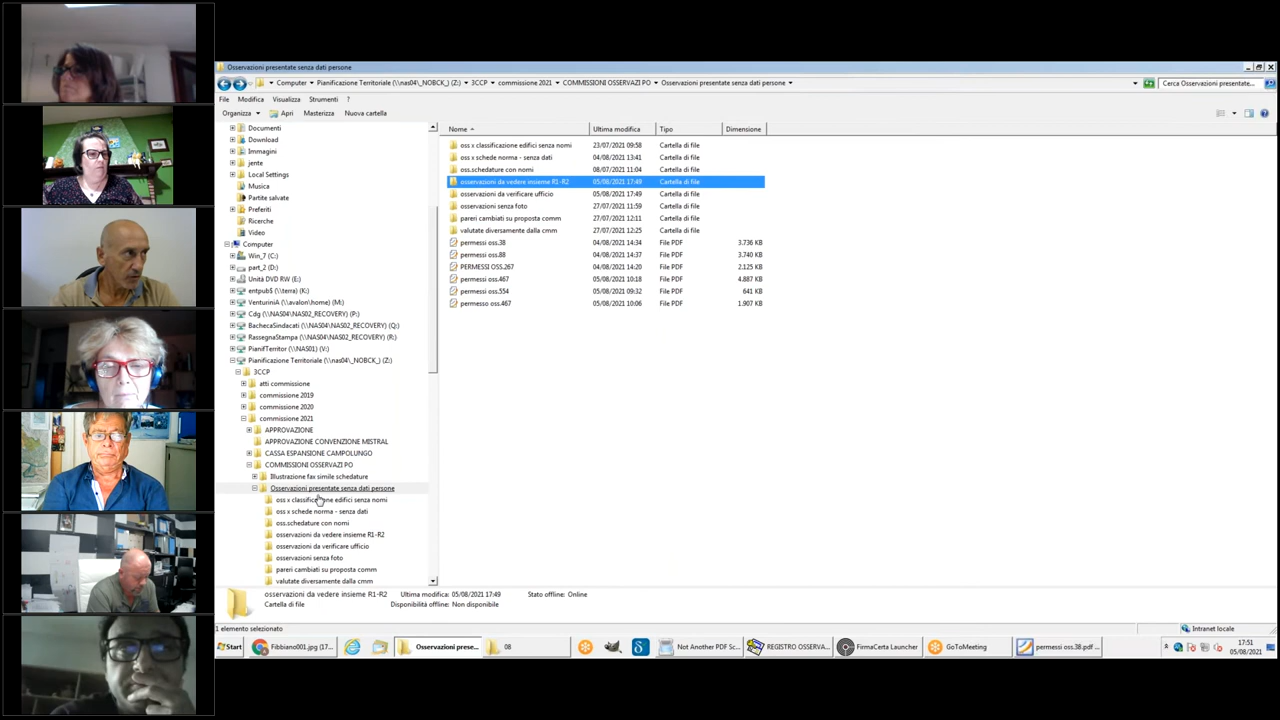 Osservazioni presentate senza dati persone
Computer Pianificazione Territoriale (\\nas04\_NOBCK_) (Z:) 3CCP commissione 2021 COMMISSIONI OSSERVAZI PO Osservazioni presentate senza dati persone
Cerca Osservazioni presentate...
File Modifica Visualizza Strumenti ?
Organizza Apri Masterizza Nuova cartella
Documenti
Download
Immagini
jente
Local Settings
Musica
Partite salvate
Preferiti
Ricerche
Video
Computer
Win_7 (C:)
part_2 (D:)
Unità DVD RW (E:)
entpub$ (\\terra) (K:)
VenturiniA (\\avalon\home) (M:)
Cdg (\\NAS04\NAS02_RECOVERY) (P:)
BachecaSindacati (\\NAS04\NAS02_RECOVERY) (Q:)
RassegnaStampa (\\NAS04\NAS02_RECOVERY) (R:)
PianifTerritor (\\NAS01) (V:)
Pianificazione Territoriale (\\nas04\_NOBCK_) (Z:)
3CCP
atti commissione
commissione 2019
commissione 2020
commissione 2021
APPROVAZIONE
APPROVAZIONE CONVENZIONE MISTRAL
CASSA ESPANSIONE CAMPOLUNGO
COMMISSIONI OSSERVAZI PO
Illustrazione fax simile schedature
Osservazioni presentate senza dati persone
oss x classificazione edifici senza nomi
oss x schede norma - senza dati
oss.schedature con nomi
osservazioni da vedere insieme R1-R2
osservazioni da verificare ufficio
osservazioni senza foto
pareri cambiati su proposta comm
valutate diversamente dalla cmm
Nome Ultima modifica Tipo Dimensione
oss x classificazione edifici senza nomi 23/07/2021 09:58 Cartella di file
oss x schede norma - senza dati 04/08/2021 13:41 Cartella di file
oss.schedature con nomi 08/07/2021 11:04 Cartella di file
osservazioni da vedere insieme R1-R2 05/08/2021 17:49 Cartella di file
osservazioni da verificare ufficio 05/08/2021 17:49 Cartella di file
osservazioni senza foto 27/07/2021 11:59 Cartella di file
pareri cambiati su proposta comm 27/07/2021 12:11 Cartella di file
valutate diversamente dalla cmm 27/07/2021 12:25 Cartella di file
permessi oss.38 04/08/2021 14:34 File PDF 3.736 KB
permessi oss.88 04/08/2021 14:37 File PDF 3.740 KB
PERMESSI OSS.267 04/08/2021 14:20 File PDF 2.125 KB
permessi oss.467 05/08/2021 10:18 File PDF 4.887 KB
permessi oss.554 05/08/2021 09:32 File PDF 641 KB
permesso oss.467 05/08/2021 10:06 File PDF 1.907 KB
osservazioni da vedere insieme R1-R2 Ultima modifica: 05/08/2021 17:49 Stato offline: Online
Cartella di file Disponibilità offline: Non disponibile
1 elemento selezionato
Intranet locale
Start Fibbiano001.jpg (17... Osservazioni prese... 08 Not Another PDF Sc... REGISTRO OSSERVA... FirmaCerta Launcher GoToMeeting permessi oss.38.pdf ...
17:51
05/08/2021